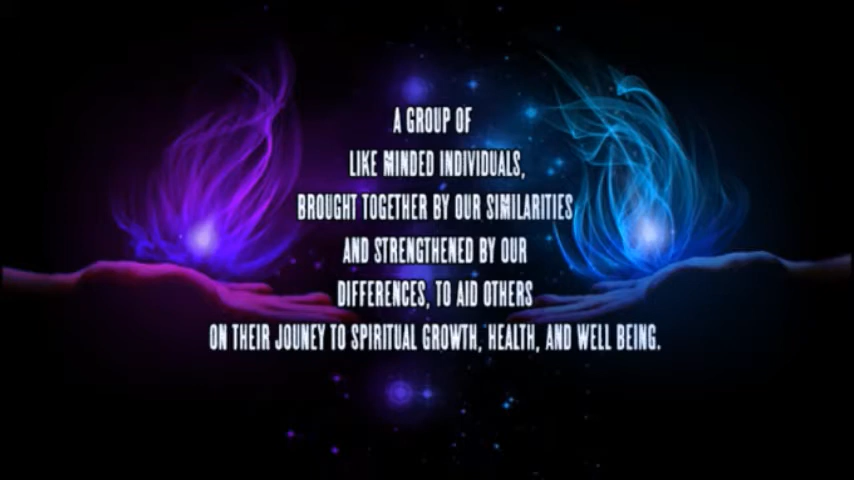 A GROUP OF
LIKE MINDED INDIVIDUALS,
BROUGHT TOGETHER BY OUR SIMILARITIES
AND STRENGTHENED BY OUR
DIFFERENCES, TO AID OTHERS
ON THEIR JOUNEY TO SPIRITUAL GROWTH, HEALTH, AND WELL BEING.